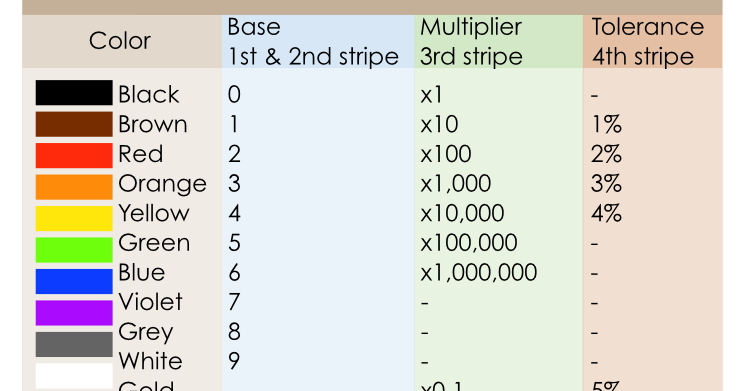 Color Base 1st & 2nd stripe Multiplier 3rd stripe Tolerance 4th stripe
Black 0 x1 -
Brown 1 x10 1%
Red 2 x100 2%
Orange 3 x1,000 3%
Yellow 4 x10,000 4%
Green 5 x100,000 -
Blue 6 x1,000,000 -
Violet 7 - -
Grey 8 - -
White 9 - -
Gold x0.1 5%